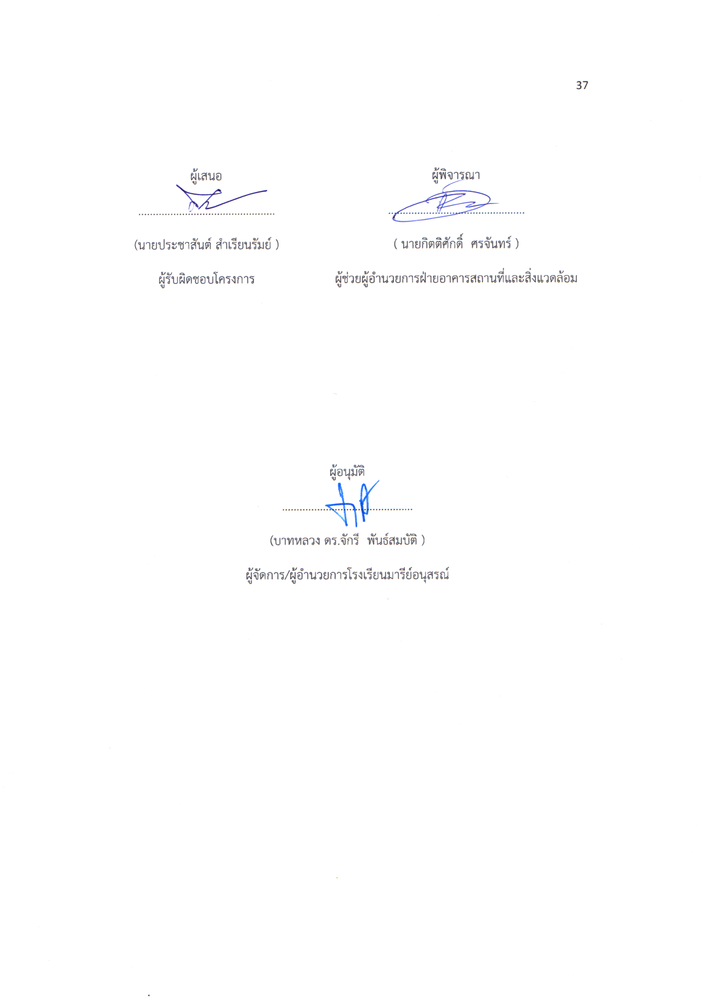 37
ผู้เสนอ
ผู้พิจารณา
................................................
................................................
(นายประชาสันต์ สำเรียนรัมย์ )
( นายกิตติศักดิ์  ศรจันทร์ )
ผู้รับผิดชอบโครงการ
ผู้ช่วยผู้อำนวยการฝ่ายอาคารสถานที่และสิ่งแวดล้อม
ผู้อนุมัติ
..............................................
(บาทหลวง ดร.จักรี  พันธ์สมบัติ )
ผู้จัดการ/ผู้อำนวยการโรงเรียนมารีย์อนุสรณ์